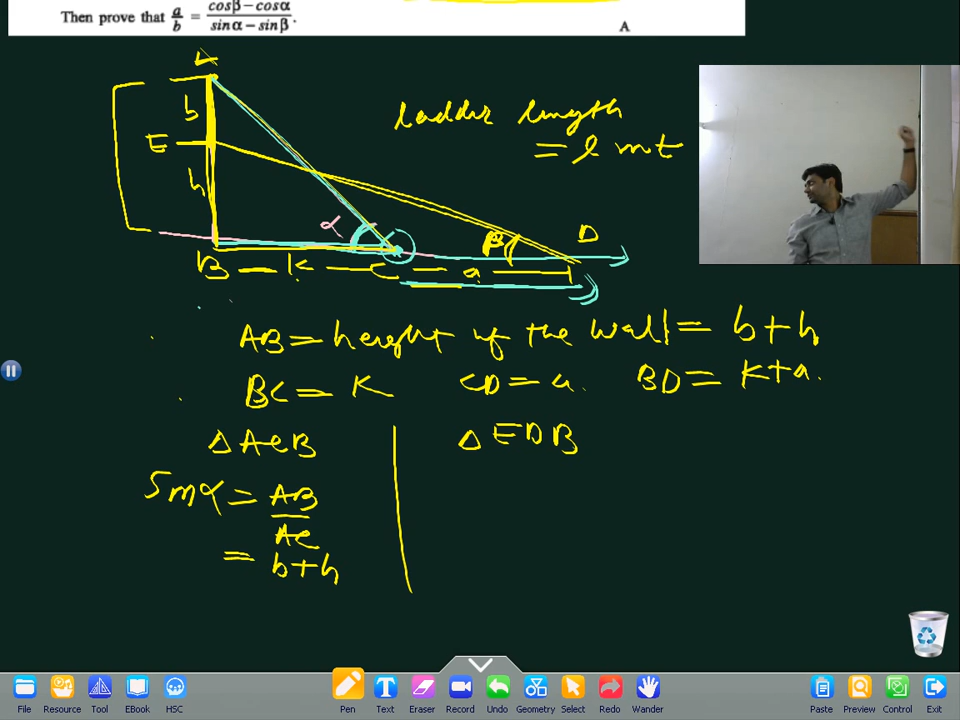 Then prove that a/b = cosβ−cosα / sinα−sinβ.
A
A
b
E
h
ladder length
= l mt
α
β
D
B — K — C — a —
AB = height of the wall = b+h
BC = K CD = a. BD = K+a.
Δ ACB
Δ EDB
Sinα = AB
AC
= b+h
File Resource Tool EBook HSC Pen Text Eraser Record Undo Geometry Select Redo Wander Paste Preview Control Exit